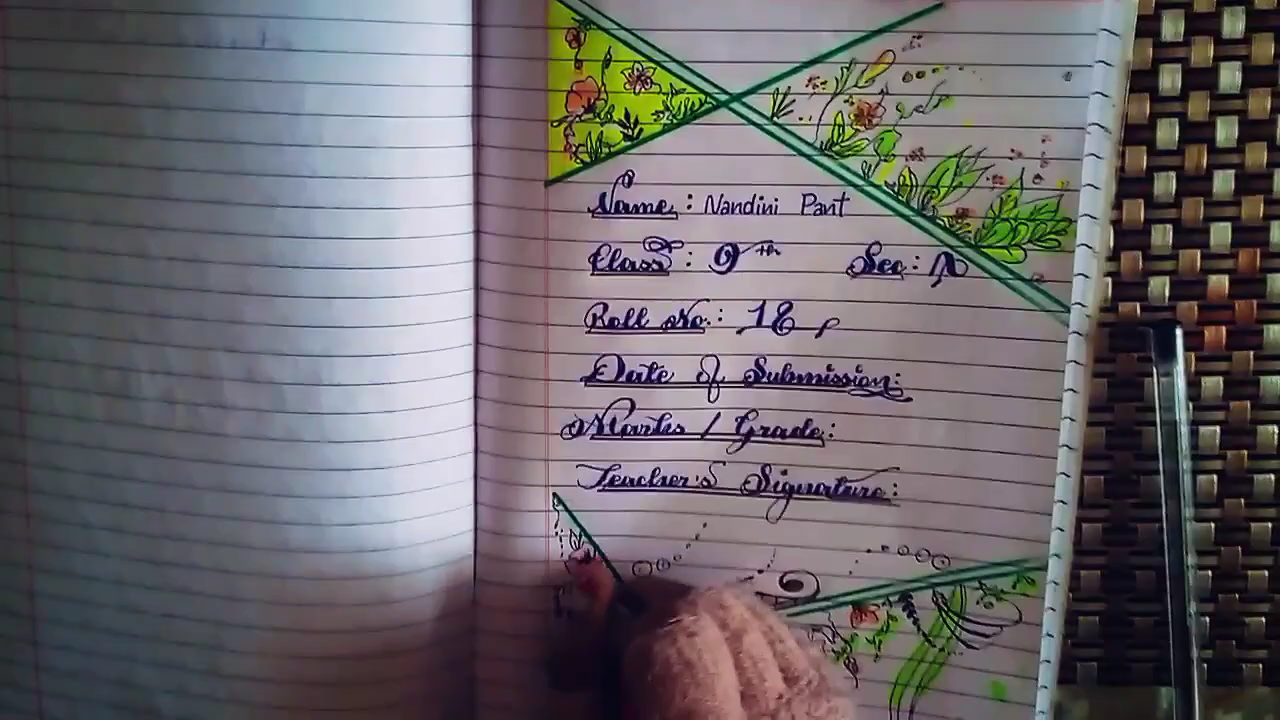 Name : Nandini Pant
Class : 9th Sec : A
Roll No. : 18
Date of Submission :
Marks / Grade :
Teacher's Signature :